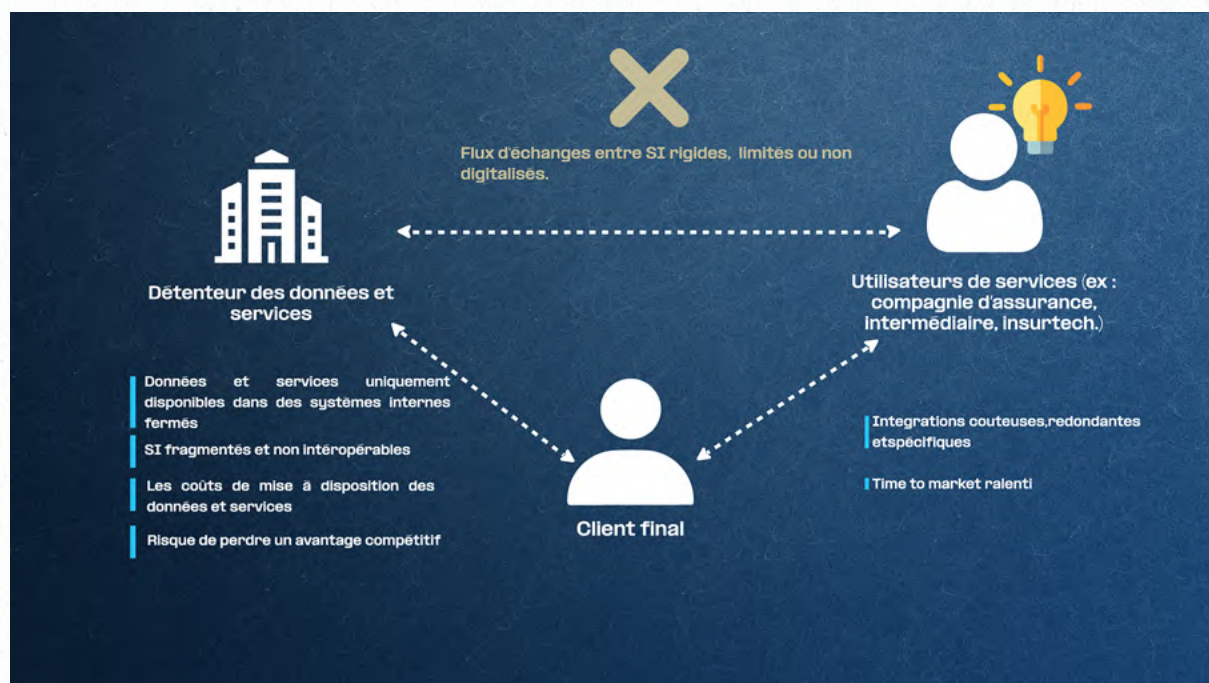 Flux d'échanges entre SI rigides, limités ou non
digitalisés.
Détenteur des données et
services
Utilisateurs de services (ex :
compagnie d'assurance,
intermédiaire, insurtech.)
Données et services uniquement
disponibles dans des systèmes internes
fermés
SI fragmentés et non intéropérables
Les coûts de mise à disposition des
données et services
Risque de perdre un avantage compétitif
Client final
Integrations couteuses,redondantes
etspécifiques
Time to market ralenti